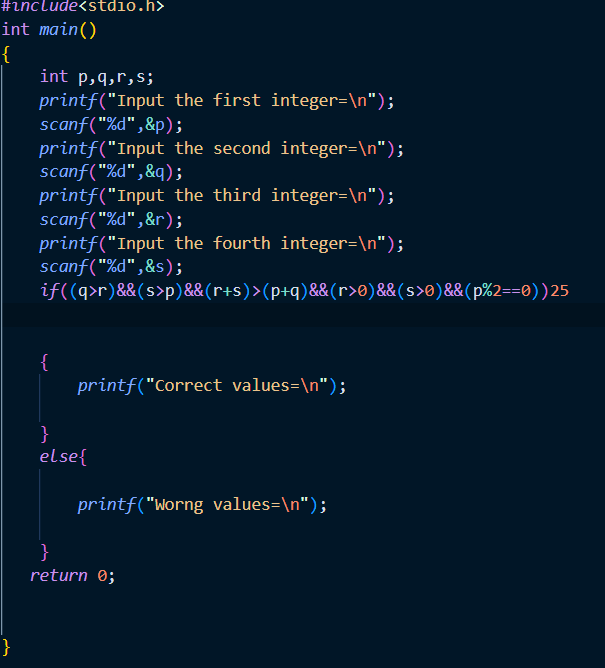 #include<stdio.h>
int main()
{
    int p,q,r,s;
    printf("Input the first integer=\n");
    scanf("%d",&p);
    printf("Input the second integer=\n");
    scanf("%d",&q);
    printf("Input the third integer=\n");
    scanf("%d",&r);
    printf("Input the fourth integer=\n");
    scanf("%d",&s);
    if((q>r)&&(s>p)&&(r+s)>(p+q)&&(r>0)&&(s>0)&&(p%2==0))25
    {
        printf("Correct values=\n");
    }
    else{
        printf("Worng values=\n");
    }
   return 0;
}